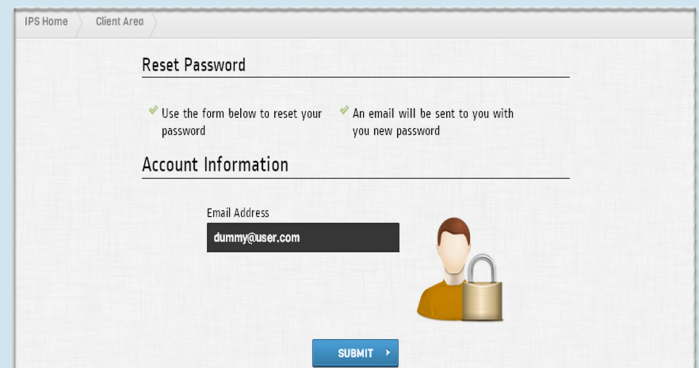 IPS Home Client Area
Reset Password
Use the form below to reset your
password
An email will be sent to you with
you new password
Account Information
Email Address
dummy@user.com
SUBMIT